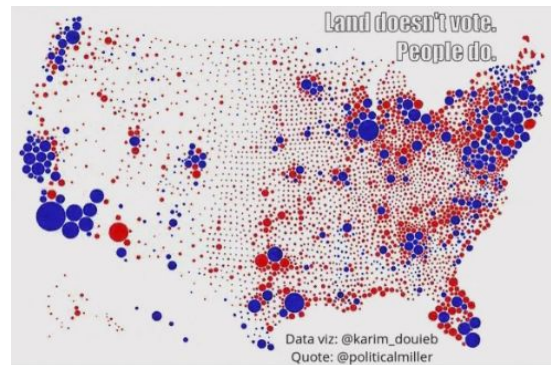 Land doesn't vote.
People do.
Data viz: @karim_douieb
Quote: @politicalmiller